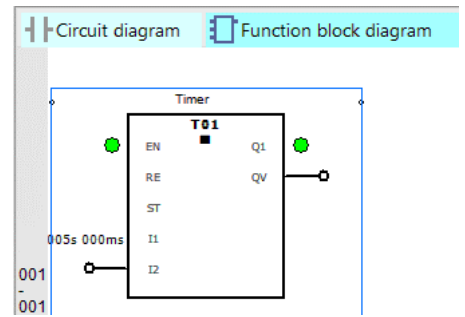 Circuit diagram
Function block diagram
Timer
T01
EN Q1
RE QV
ST
005s 000ms I1
I2
001
-
001